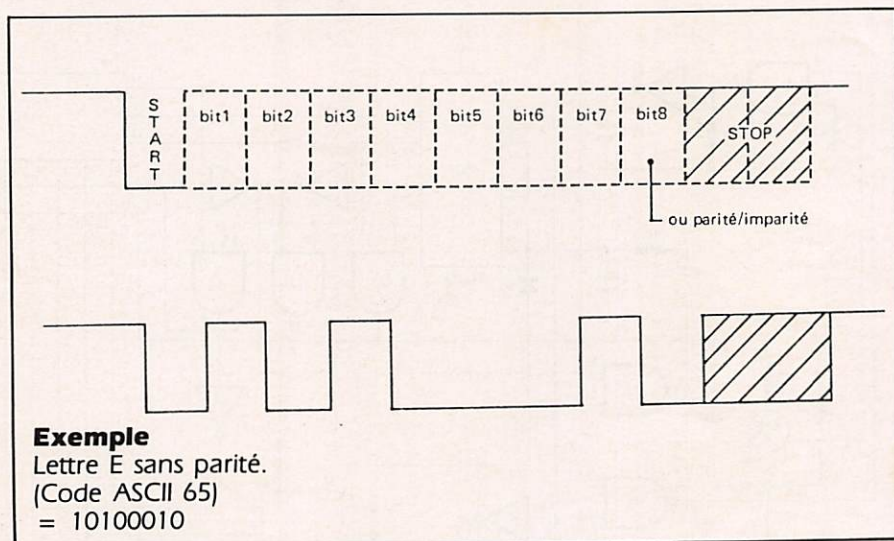 START
bit1 bit2 bit3 bit4 bit5 bit6 bit7 bit8 STOP
ou parité/imparité
Exemple
Lettre E sans parité.
(Code ASCII 65)
= 10100010